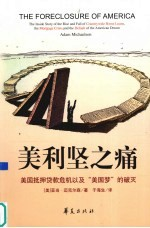 THE FORECLOSURE OF AMERICA
The Inside Story of the Rise and Fall of Country wide Home Loans,
the Mortgage Crisis and the of the American Dream
Adam Michaelson
美利坚之痛
美国抵押贷款危机以及“美国梦”的破灭
[美]亚当·迈克尔森/著 于海生/译
华夏出版社